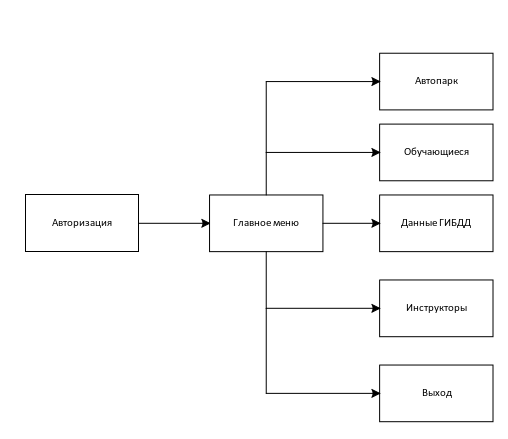 Автопарк
Обучающиеся
Авторизация
Главное меню
Данные ГИБДД
Инструкторы
Выход